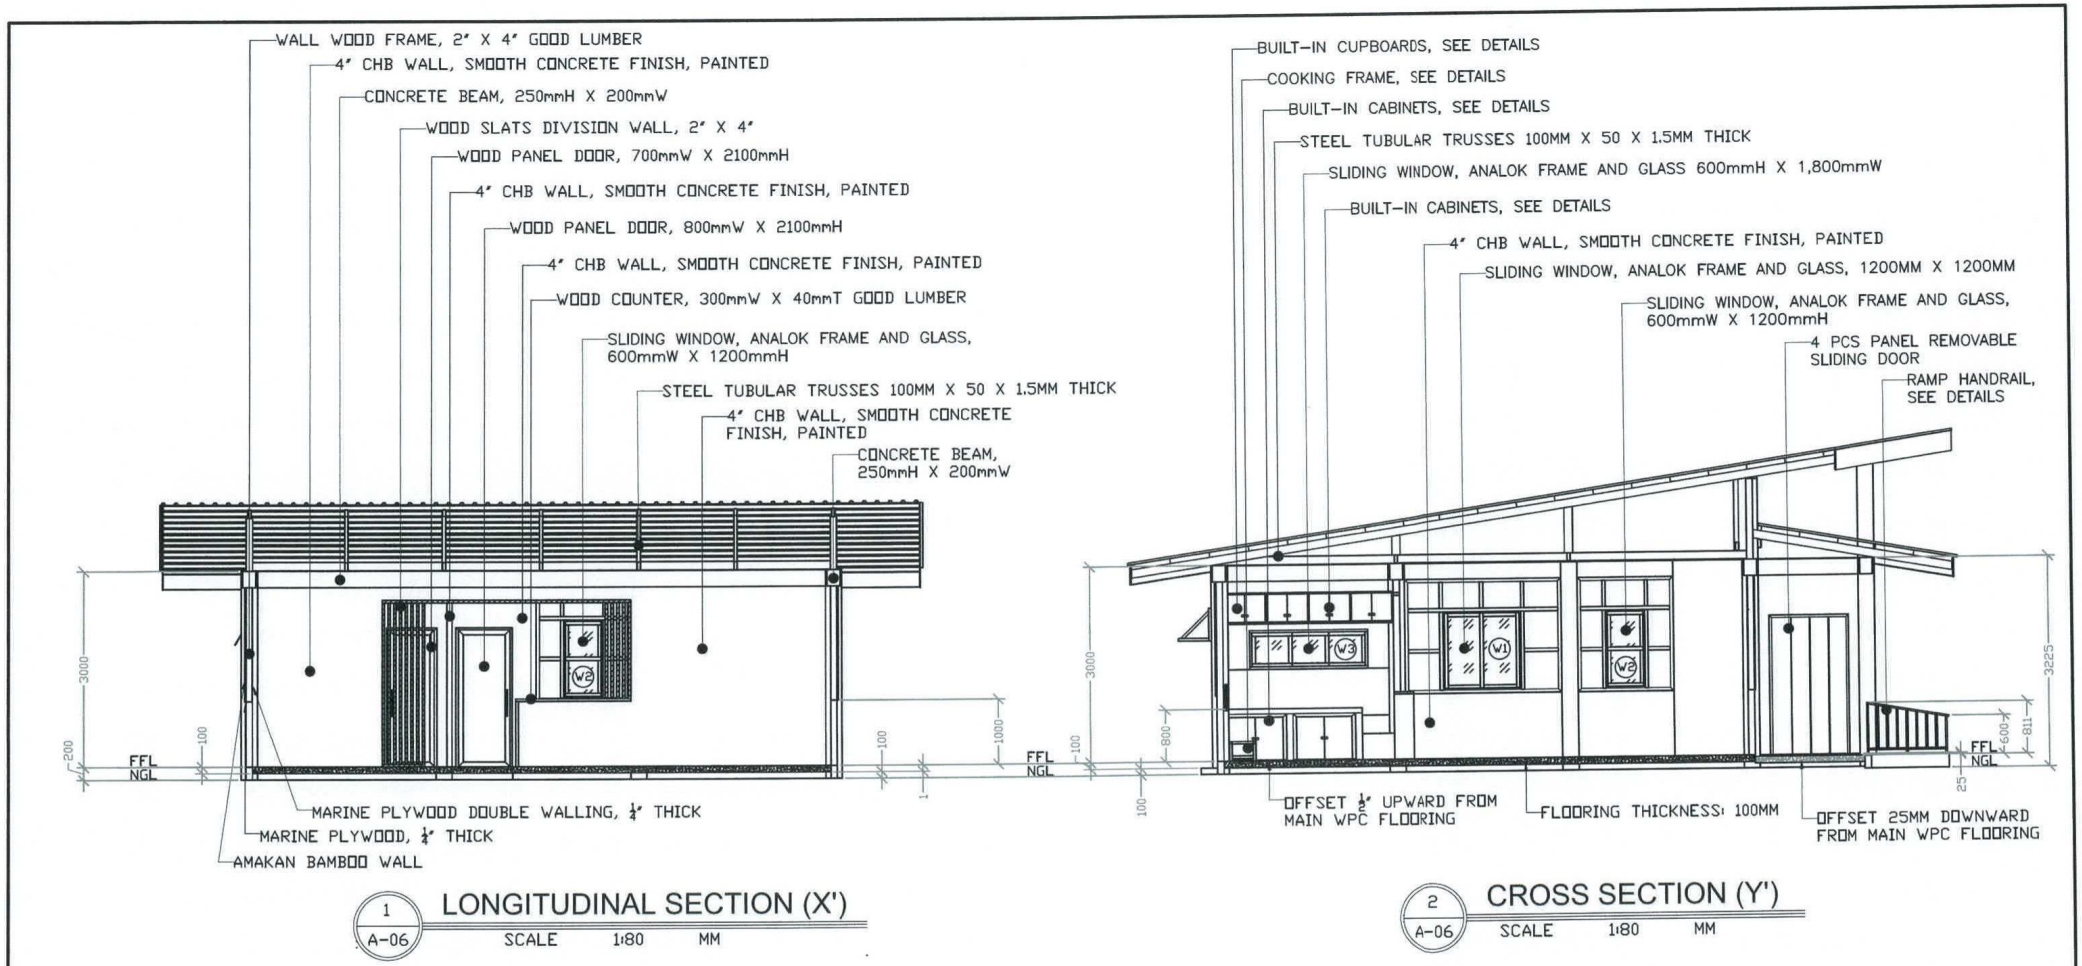 WALL WOOD FRAME, 2" X 4" GOOD LUMBER
4" CHB WALL, SMOOTH CONCRETE FINISH, PAINTED
CONCRETE BEAM, 250mmH X 200mmW
WOOD SLATS DIVISION WALL, 2" X 4"
WOOD PANEL DOOR, 700mmW X 2100mmH
4" CHB WALL, SMOOTH CONCRETE FINISH, PAINTED
WOOD PANEL DOOR, 800mmW X 2100mmH
4" CHB WALL, SMOOTH CONCRETE FINISH, PAINTED
WOOD COUNTER, 300mmW X 40mmT GOOD LUMBER
SLIDING WINDOW, ANALOK FRAME AND GLASS,
600mmW X 1200mmH
STEEL TUBULAR TRUSSES 100MM X 50 X 1.5MM THICK
4" CHB WALL, SMOOTH CONCRETE
FINISH, PAINTED
CONCRETE BEAM,
250mmH X 200mmW
W2
3000
200
100
FFL
NGL
1000
100
1
MARINE PLYWOOD DOUBLE WALLING, ¼" THICK
MARINE PLYWOOD, ¼" THICK
AMAKAN BAMBOO WALL
1
A-06
LONGITUDINAL SECTION (X')
SCALE 1:80 MM
BUILT-IN CUPBOARDS, SEE DETAILS
COOKING FRAME, SEE DETAILS
BUILT-IN CABINETS, SEE DETAILS
STEEL TUBULAR TRUSSES 100MM X 50 X 1.5MM THICK
SLIDING WINDOW, ANALOK FRAME AND GLASS 600mmH X 1,800mmW
BUILT-IN CABINETS, SEE DETAILS
4" CHB WALL, SMOOTH CONCRETE FINISH, PAINTED
SLIDING WINDOW, ANALOK FRAME AND GLASS, 1200MM X 1200MM
SLIDING WINDOW, ANALOK FRAME AND GLASS,
600mmW X 1200mmH
4 PCS PANEL REMOVABLE
SLIDING DOOR
RAMP HANDRAIL,
SEE DETAILS
W3
W1
W2
3000
800
100
100
FFL
NGL
3225
811
600
25
FFL
NGL
OFFSET ½" UPWARD FROM
MAIN WPC FLOORING
FLOORING THICKNESS: 100MM
OFFSET 25MM DOWNWARD
FROM MAIN WPC FLOORING
2
A-06
CROSS SECTION (Y')
SCALE 1:80 MM